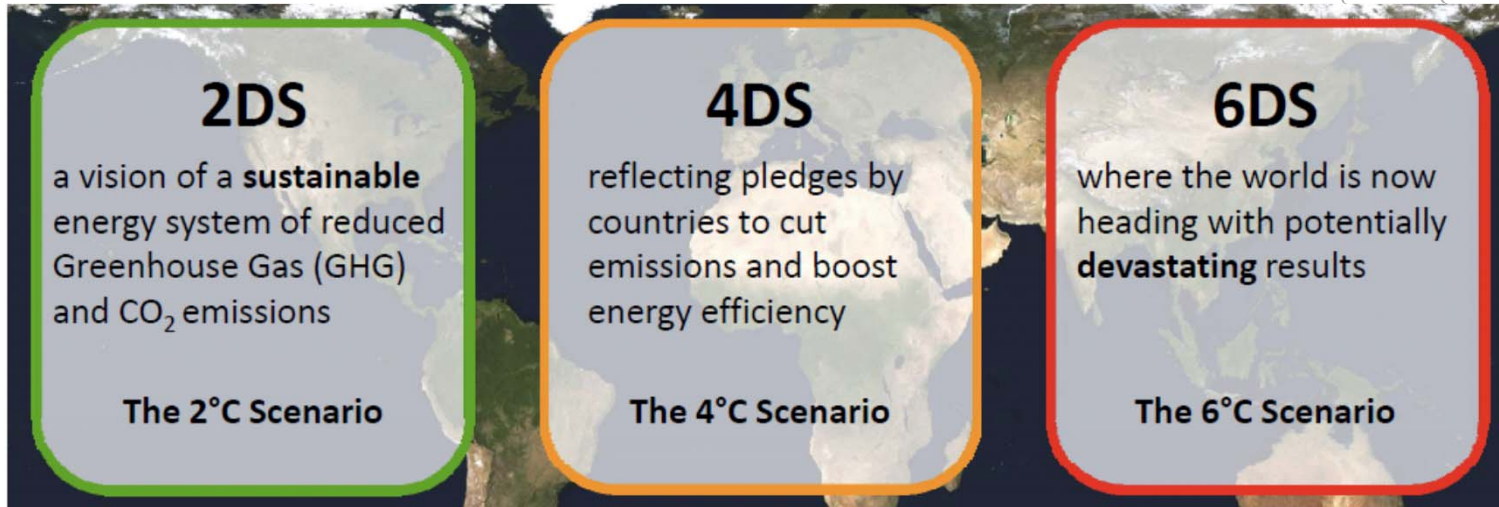 2DS
a vision of a sustainable
energy system of reduced
Greenhouse Gas (GHG)
and CO₂ emissions
The 2°C Scenario
4DS
reflecting pledges by
countries to cut
emissions and boost
energy efficiency
The 4°C Scenario
6DS
where the world is now
heading with potentially
devastating results
The 6°C Scenario